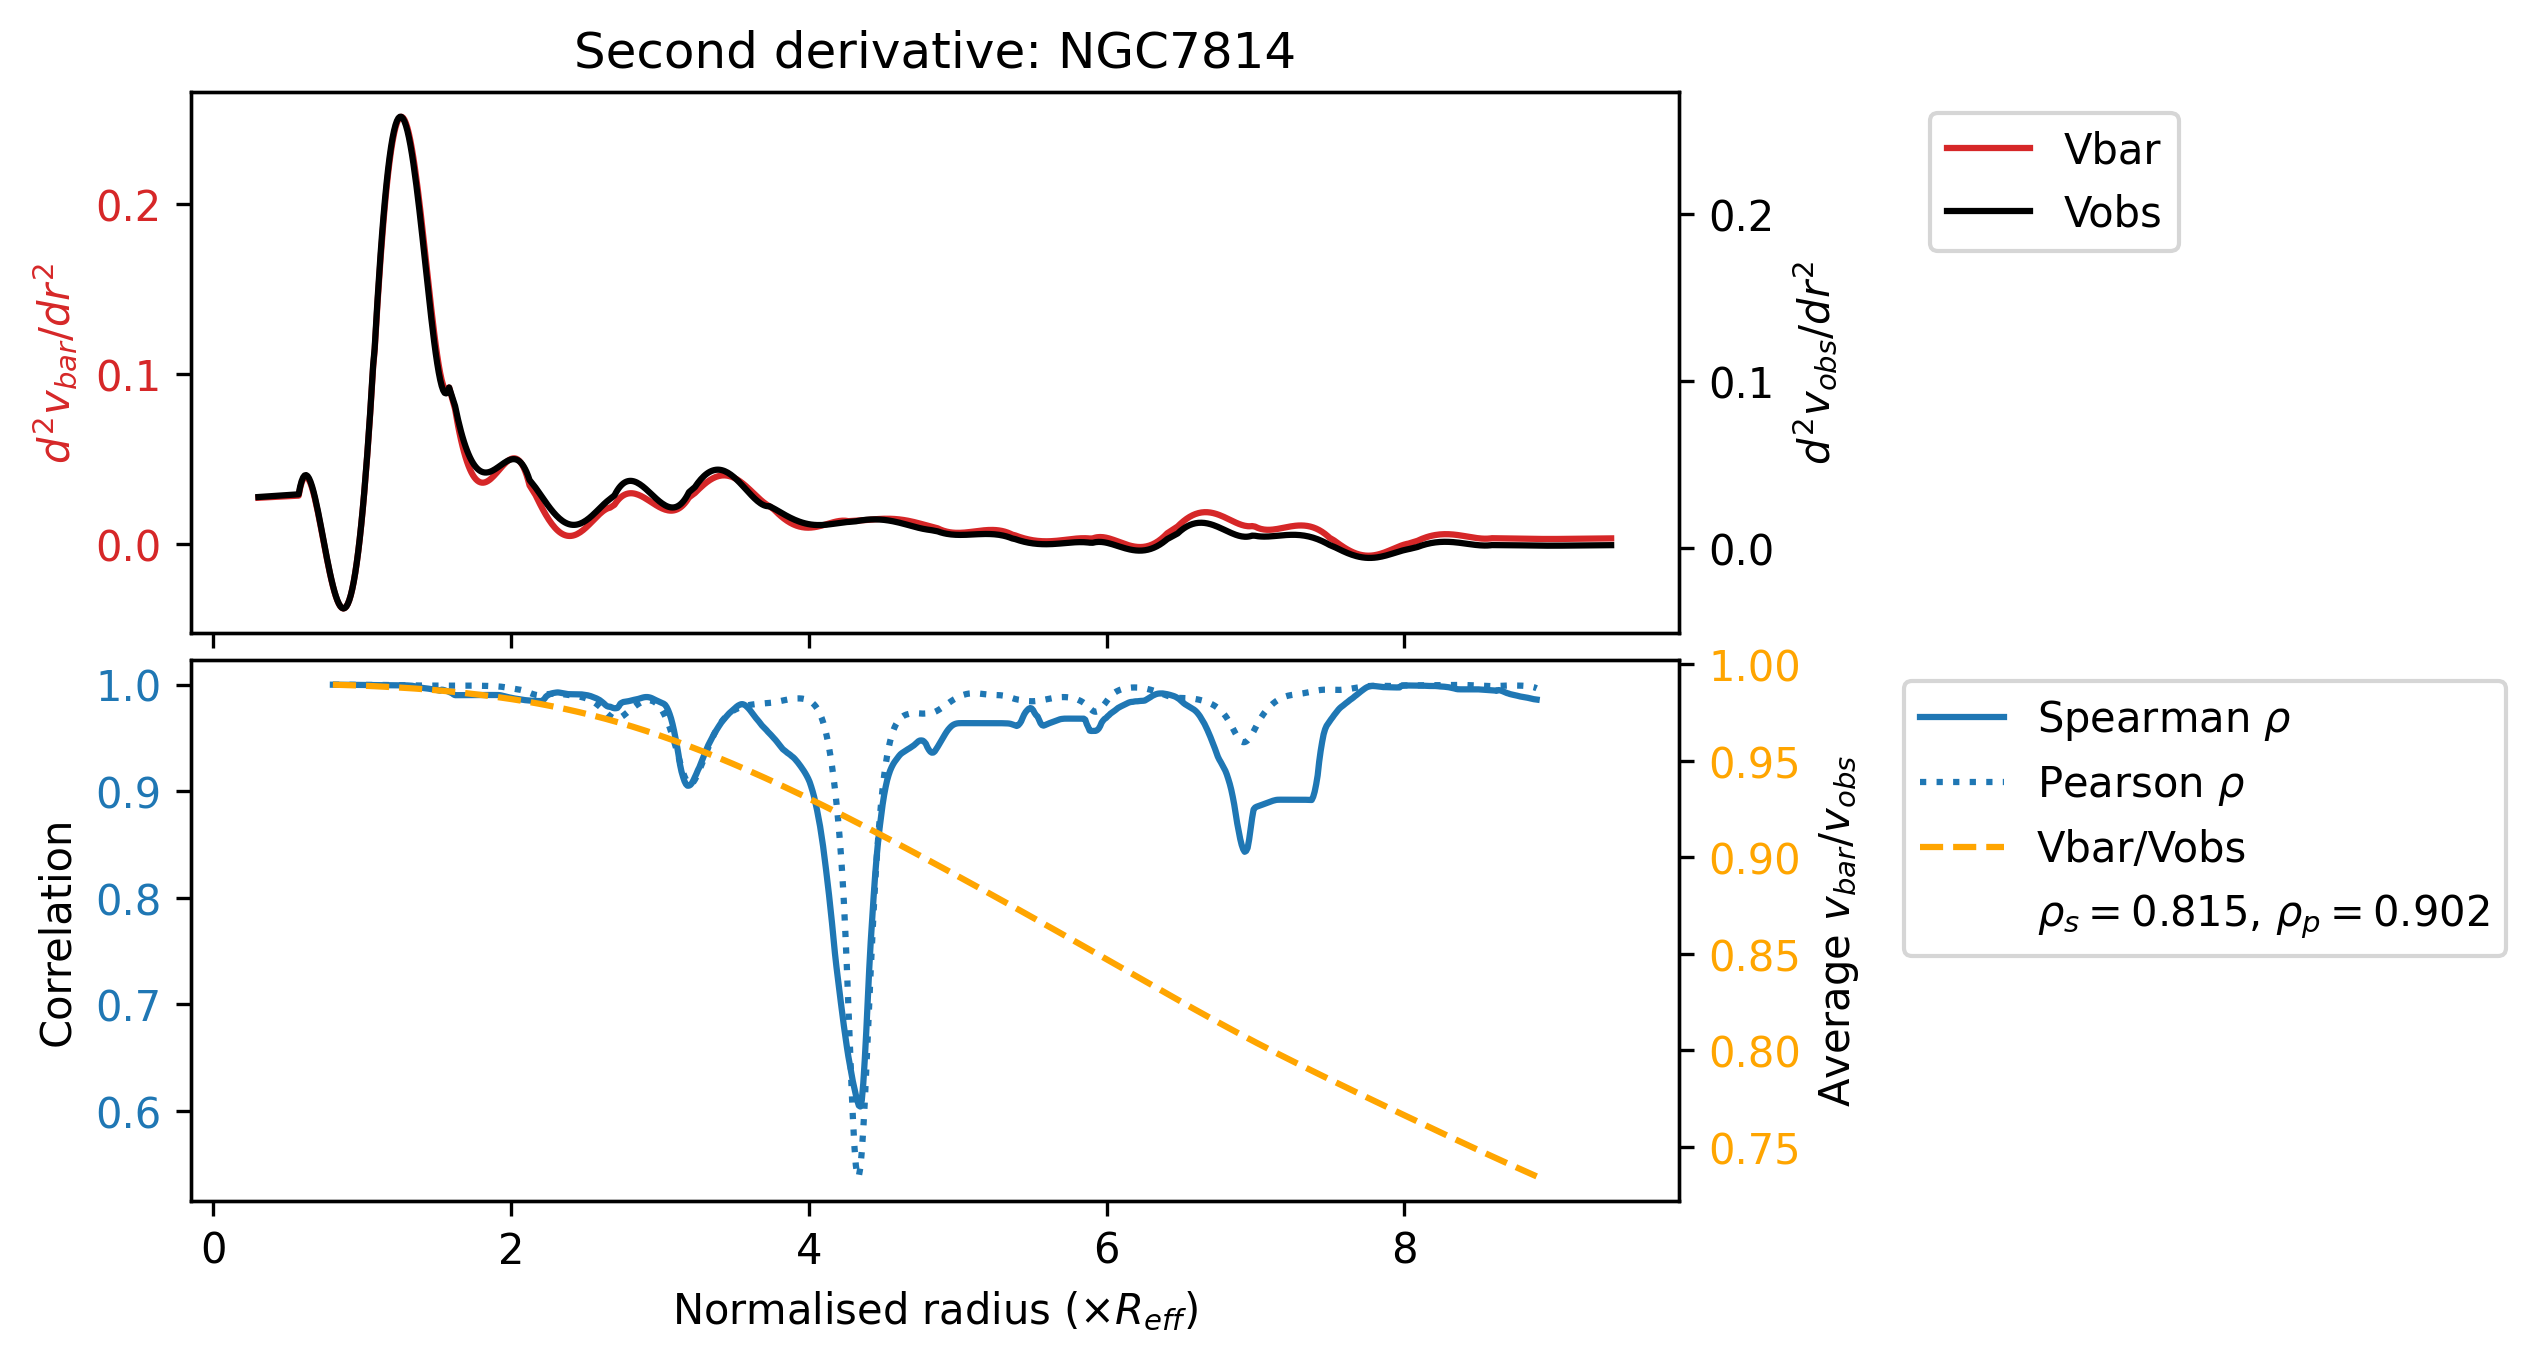 Second derivative: NGC7814
d²v_bar/dr²
0.2
0.1
0.0
0.2
0.1
0.0
d²v_obs/dr²
Vbar
Vobs
Correlation
1.0
0.9
0.8
0.7
0.6
1.00
0.95
0.90
0.85
0.80
0.75
Average v_bar/v_obs
Spearman ρ
Pearson ρ
Vbar/Vobs
ρ_s = 0.815, ρ_p = 0.902
0 2 4 6 8
Normalised radius (×R_eff)